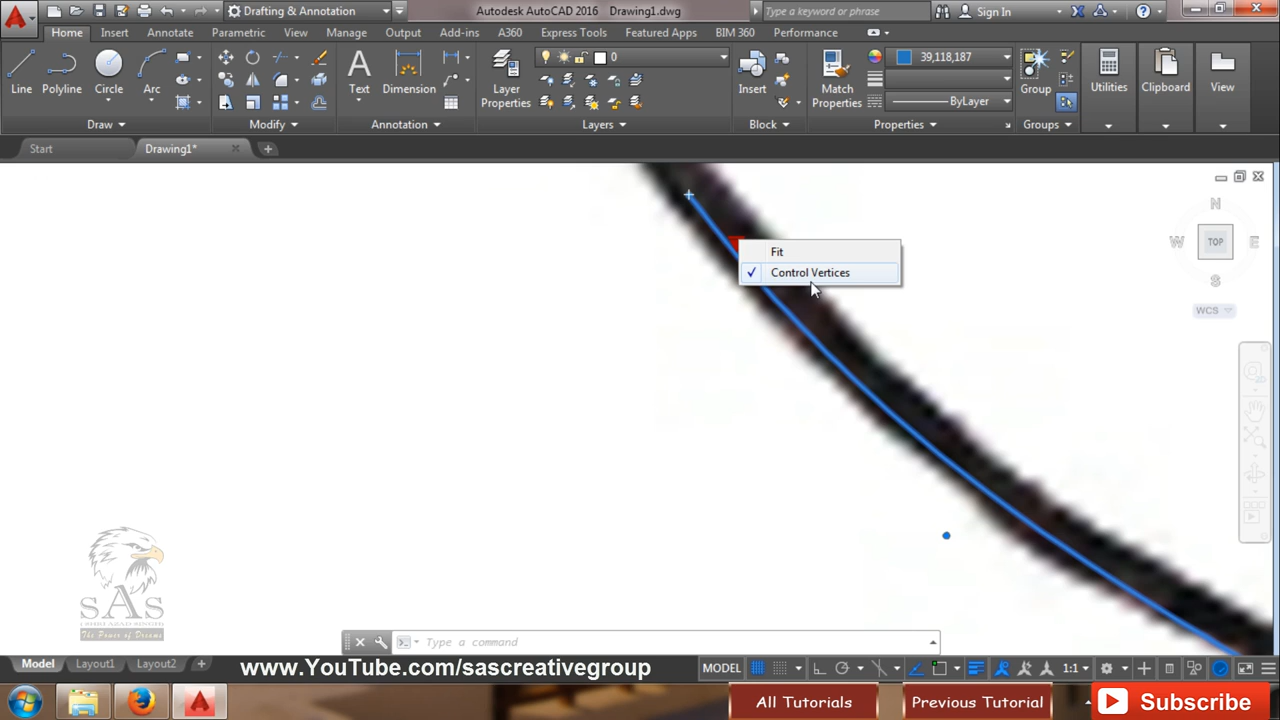 Drafting & Annotation
Autodesk AutoCAD 2016 Drawing1.dwg
Type a keyword or phrase
Sign In
Home Insert Annotate Parametric View Manage Output Add-ins A360 Express Tools Featured Apps BIM 360 Performance
Line Polyline Circle Arc
Text Dimension
Layer Properties
0
Insert
Match Properties
39,118,187
ByLayer
Group
Utilities
Clipboard
View
Draw Modify Annotation Layers Block Properties Groups
Start Drawing1*
N
W TOP E
S
WCS
Fit
Control Vertices
SAS
The Power of Dreams
Type a command
Model Layout1 Layout2
www.YouTube.com/sascreativegroup
MODEL 1:1
All Tutorials
Previous Tutorial
Subscribe